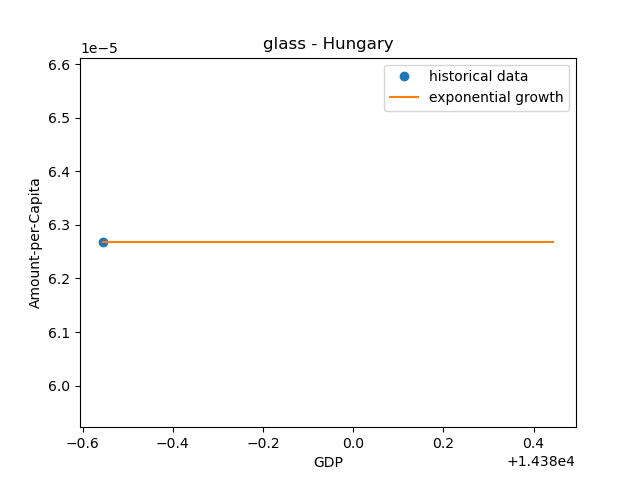 glass - Hungary
1e−5
6.6
6.5
6.4
6.3
6.2
6.1
6.0
Amount-per-Capita
historical data
exponential growth
−0.6 −0.4 −0.2 0.0 0.2 0.4
GDP
+1.438e4